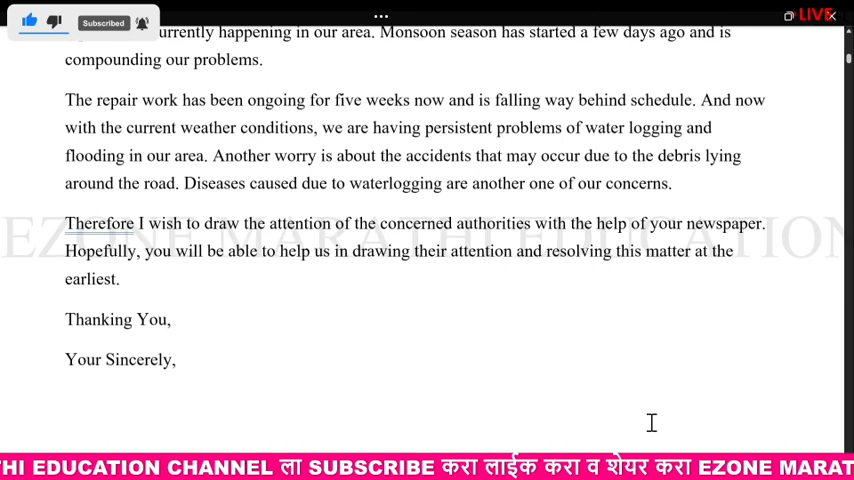 Subscribed
LIVE
currently happening in our area. Monsoon season has started a few days ago and is
compounding our problems.
The repair work has been ongoing for five weeks now and is falling way behind schedule. And now
with the current weather conditions, we are having persistent problems of water logging and
flooding in our area. Another worry is about the accidents that may occur due to the debris lying
around the road. Diseases caused due to waterlogging are another one of our concerns.
Therefore I wish to draw the attention of the concerned authorities with the help of your newspaper.
EZONE MARATHI EDUCATION
Hopefully, you will be able to help us in drawing their attention and resolving this matter at the
earliest.
Thanking You,
Your Sincerely,
THI EDUCATION CHANNEL ला SUBSCRIBE करा लाईक करा व शेयर करा EZONE MARAT